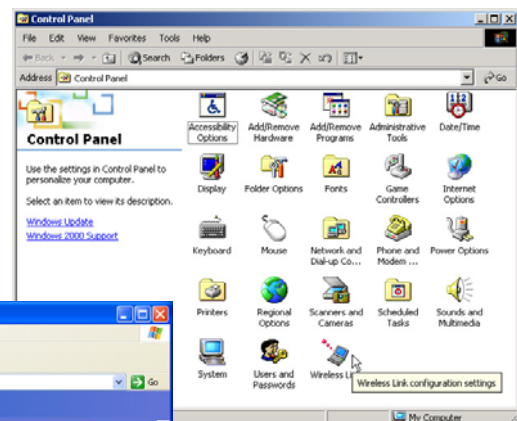 Control Panel
File Edit View Favorites Tools Help
Back Search Folders
Address Control Panel Go
Control Panel
Use the settings in Control Panel to
personalize your computer.
Select an item to view its description.
Windows Update
Windows 2000 Support
Accessibility Options
Add/Remove Hardware
Add/Remove Programs
Administrative Tools
Date/Time
Display
Folder Options
Fonts
Game Controllers
Internet Options
Keyboard
Mouse
Network and Dial-up Co...
Phone and Modem ...
Power Options
Printers
Regional Options
Scanners and Cameras
Scheduled Tasks
Sounds and Multimedia
System
Users and Passwords
Wireless Li
Wireless Link configuration settings
My Computer
Go